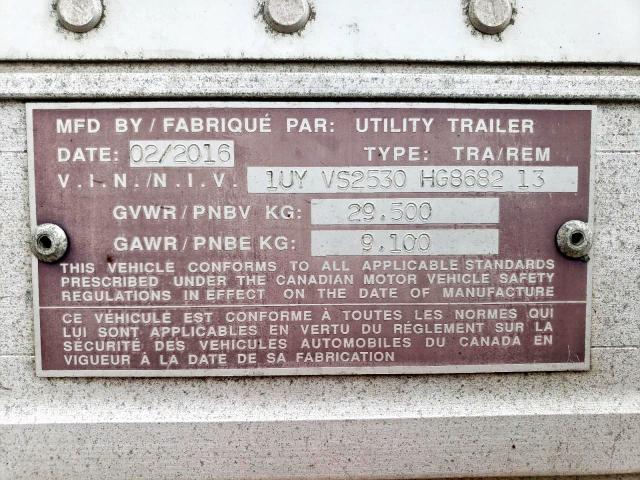 MFD BY / FABRIQUÉ PAR: UTILITY TRAILER
DATE: 02/2016 TYPE: TRA/REM
V.I.N./N.I.V. 1UY VS2530 HG8682 13
GVWR/PNBV KG: 29.500
GAWR/PNBE KG: 9.100
THIS VEHICLE CONFORMS TO ALL APPLICABLE STANDARDS
PRESCRIBED UNDER THE CANADIAN MOTOR VEHICLE SAFETY
REGULATIONS IN EFFECT ON THE DATE OF MANUFACTURE
CE VÉHICULE EST CONFORME À TOUTES LES NORMES QUI
LUI SONT APPLICABLES EN VERTU DU RÉGLEMENT SUR LA
SÉCURITÉ DES VEHICULES AUTOMOBILES DU CANADA EN
VIGUEUR À LA DATE DE SA FABRICATION